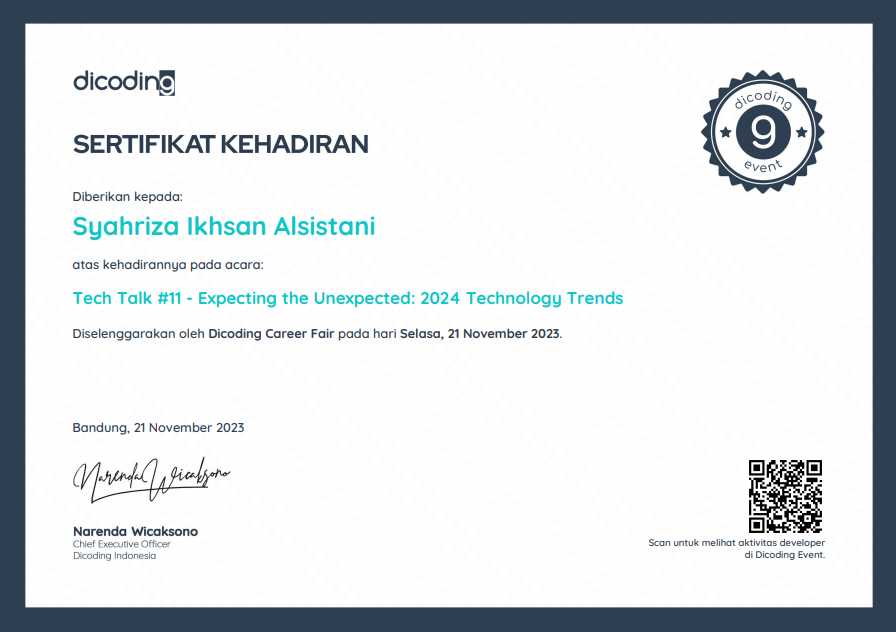 dicoding
SERTIFIKAT KEHADIRAN
dicoding
event
Diberikan kepada:
Syahriza Ikhsan Alsistani
atas kehadirannya pada acara:
Tech Talk #11 - Expecting the Unexpected: 2024 Technology Trends
Diselenggarakan oleh Dicoding Career Fair pada hari Selasa, 21 November 2023.
Bandung, 21 November 2023
Narenda Wicaksono
Narenda Wicaksono
Chief Executive Officer
Dicoding Indonesia
Scan untuk melihat aktivitas developer
di Dicoding Event.